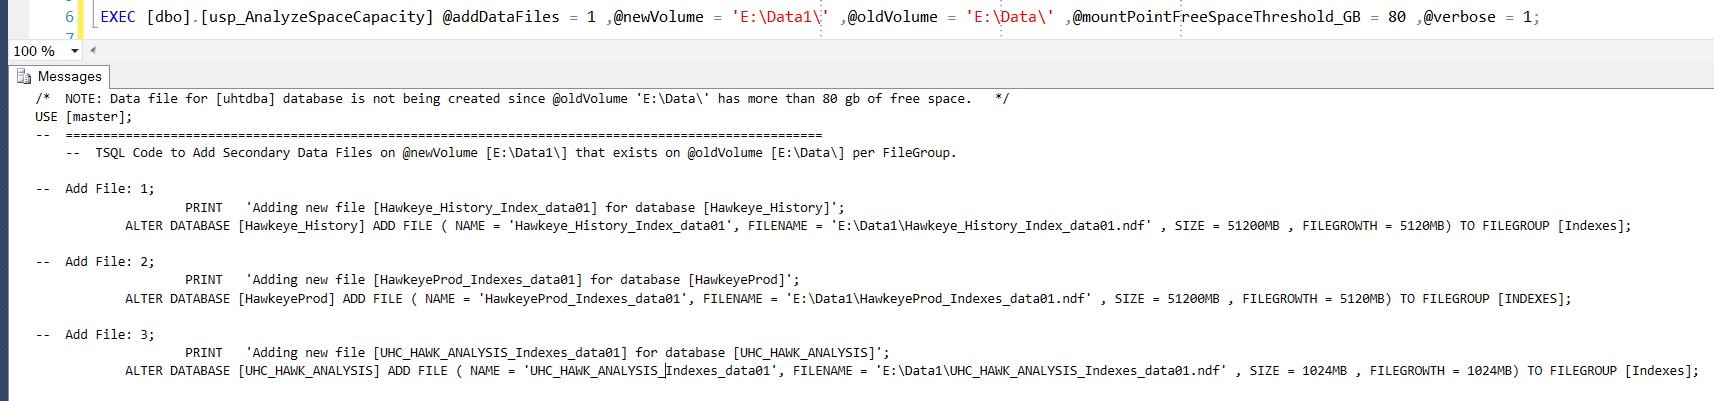 6 EXEC [dbo].[usp_AnalyzeSpaceCapacity] @addDataFiles = 1 ,@newVolume = 'E:\Data1\' ,@oldVolume = 'E:\Data\' ,@mountPointFreeSpaceThreshold_GB = 80 ,@verbose = 1;
7
100 %
Messages
/* NOTE: Data file for [uhtdba] database is not being created since @oldVolume 'E:\Data\' has more than 80 gb of free space. */
USE [master];
-- =====================================================================================================
-- TSQL Code to Add Secondary Data Files on @newVolume [E:\Data1\] that exists on @oldVolume [E:\Data\] per FileGroup.
-- Add File: 1;
PRINT 'Adding new file [Hawkeye_History_Index_data01] for database [Hawkeye_History]';
ALTER DATABASE [Hawkeye_History] ADD FILE ( NAME = 'Hawkeye_History_Index_data01', FILENAME = 'E:\Data1\Hawkeye_History_Index_data01.ndf' , SIZE = 51200MB , FILEGROWTH = 5120MB) TO FILEGROUP [Indexes];
-- Add File: 2;
PRINT 'Adding new file [HawkeyeProd_Indexes_data01] for database [HawkeyeProd]';
ALTER DATABASE [HawkeyeProd] ADD FILE ( NAME = 'HawkeyeProd_Indexes_data01', FILENAME = 'E:\Data1\HawkeyeProd_Indexes_data01.ndf' , SIZE = 51200MB , FILEGROWTH = 5120MB) TO FILEGROUP [INDEXES];
-- Add File: 3;
PRINT 'Adding new file [UHC_HAWK_ANALYSIS_Indexes_data01] for database [UHC_HAWK_ANALYSIS]';
ALTER DATABASE [UHC_HAWK_ANALYSIS] ADD FILE ( NAME = 'UHC_HAWK_ANALYSIS_Indexes_data01', FILENAME = 'E:\Data1\UHC_HAWK_ANALYSIS_Indexes_data01.ndf' , SIZE = 1024MB , FILEGROWTH = 1024MB) TO FILEGROUP [Indexes];